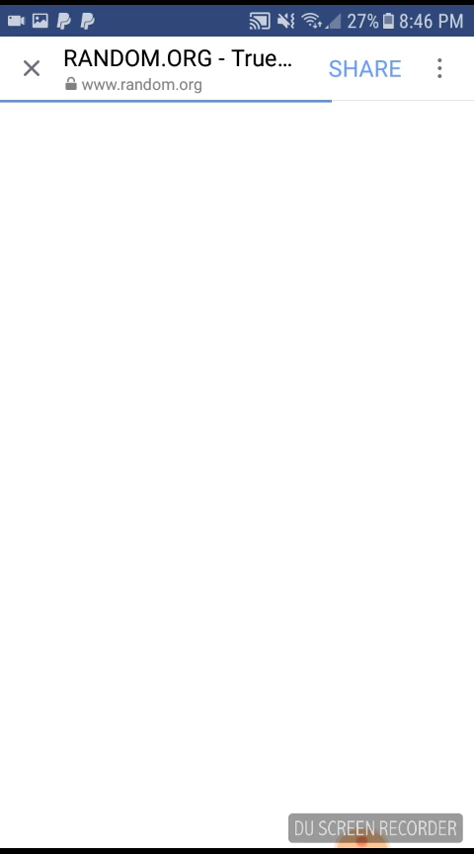 27% 8:46 PM
RANDOM.ORG - True...
SHARE
www.random.org
DU SCREEN RECORDER